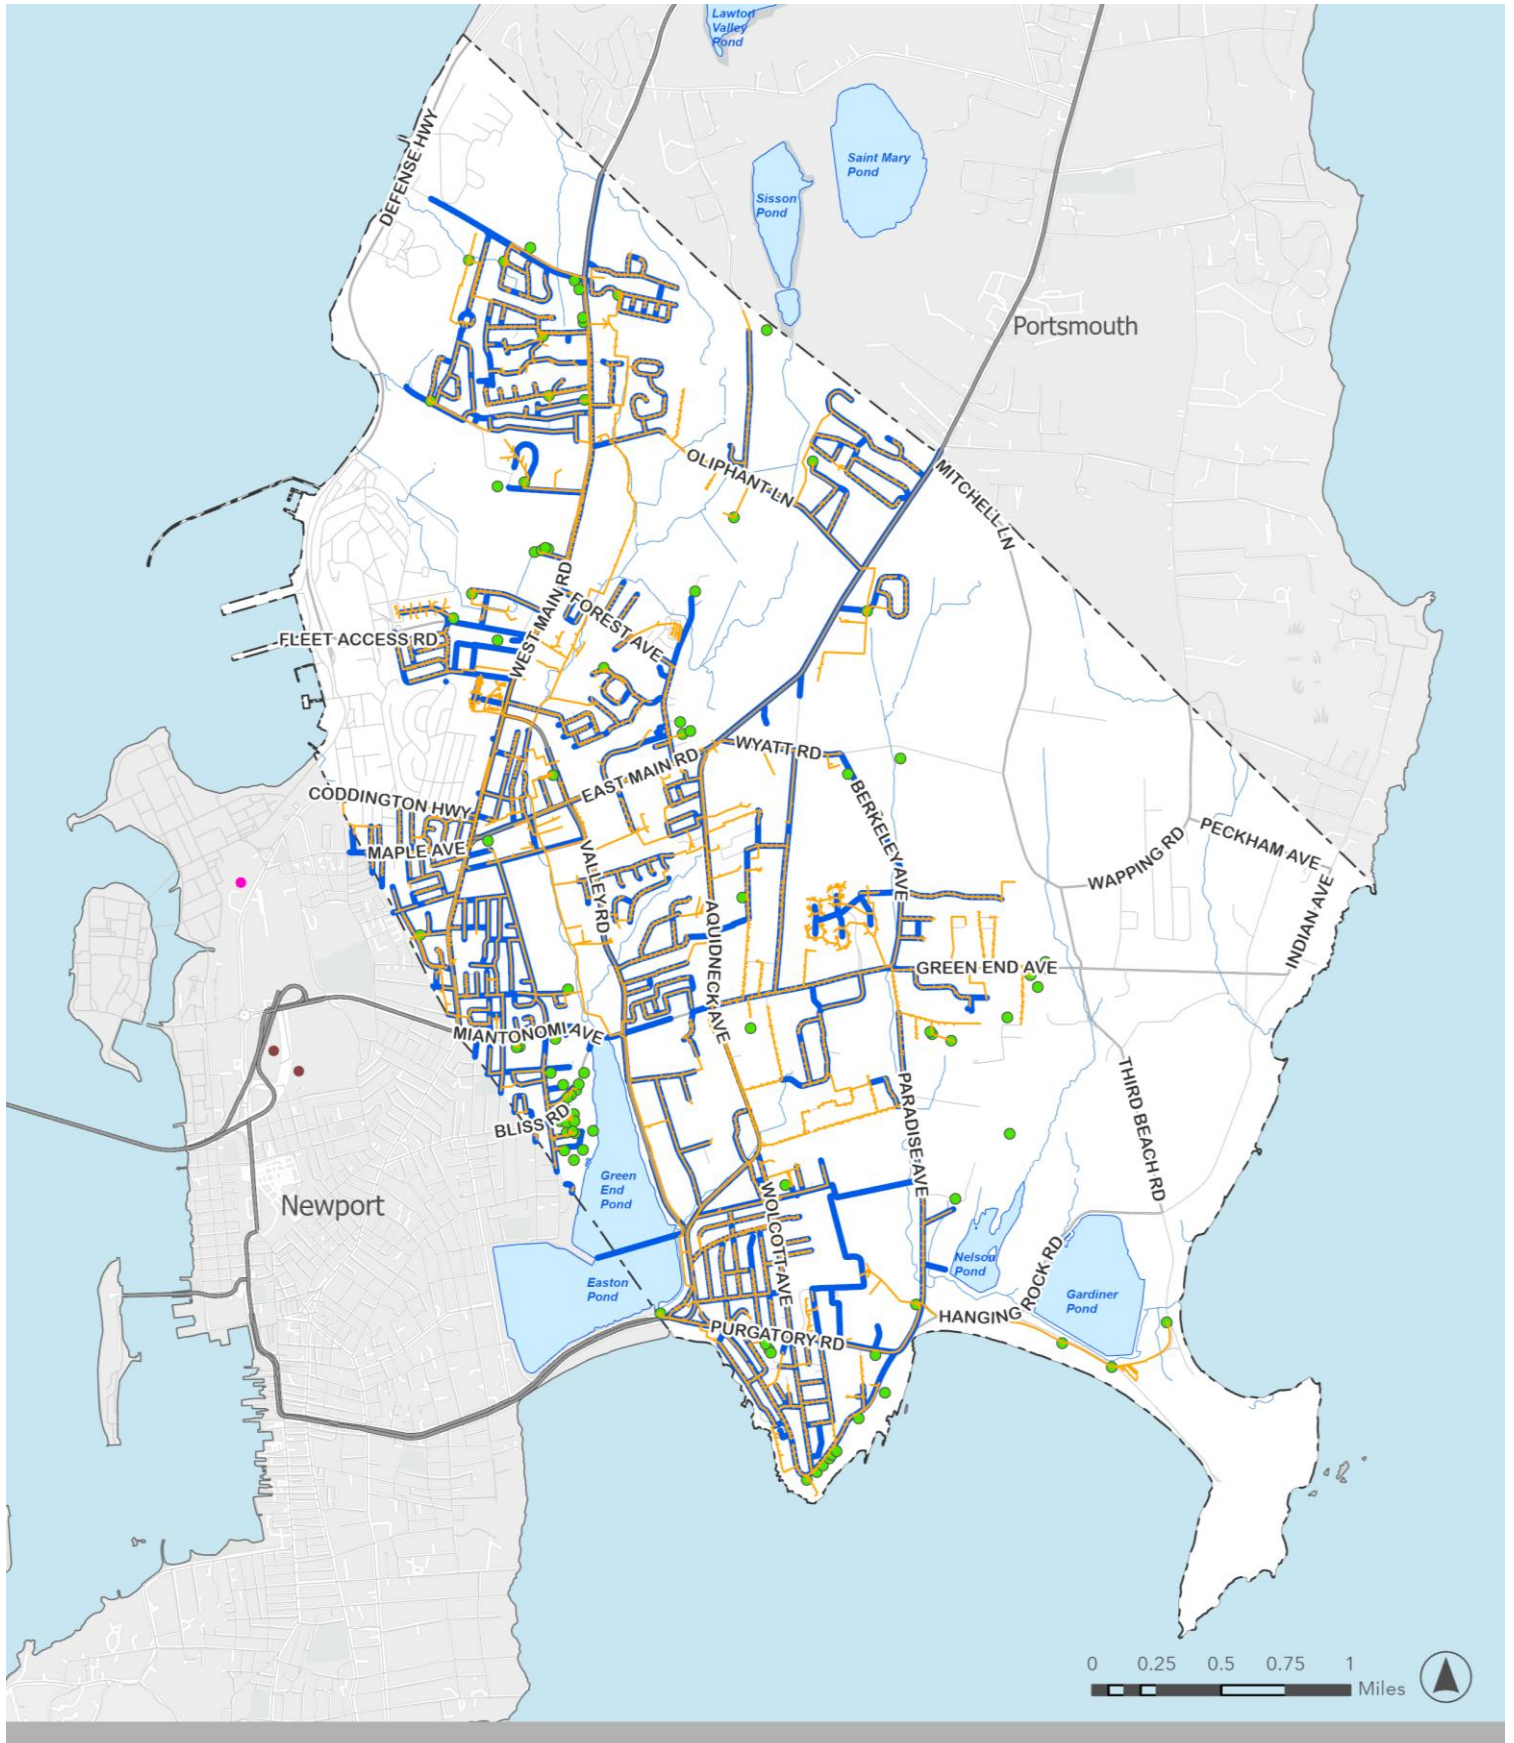 Lawton
Valley
Pond
DEFENSE HWY
Saint Mary
Pond
Sisson
Pond
Portsmouth
OLIPHANT LN
MITCHELL LN
FOREST AVE
WEST MAIN RD
FLEET ACCESS RD
WYATT RD
EAST MAIN RD
CODDINGTON HWY
BERKELEY AVE
MAPLE AVE
VALLEY RD
WAPPING RD
PECKHAM AVE
INDIAN AVE
AQUIDNECK AVE
GREEN END AVE
MIANTONOMI AVE
THIRD BEACH RD
PARADISE AVE
BLISS RD
Green
End
Pond
Newport
WOLCOTT AVE
Nelson
Pond
HANGING ROCK RD
Easton
Pond
Gardiner
Pond
PURGATORY RD
0 0.25 0.5 0.75 1
Miles